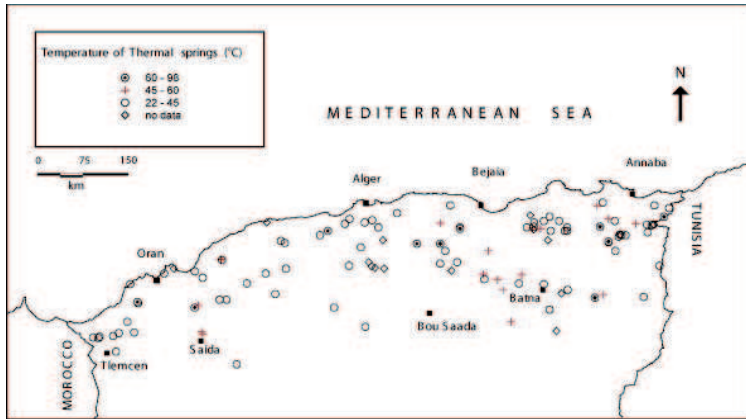 Temperature of Thermal springs (°C)
60 - 98
45 - 60
22 - 45
no data
0 75 150
km
N
MEDITERRANEAN SEA
Annaba
Bejaia
Alger
TUNISIA
Oran
Batna
Bou Saada
Saida
Tlemcen
MOROCCO